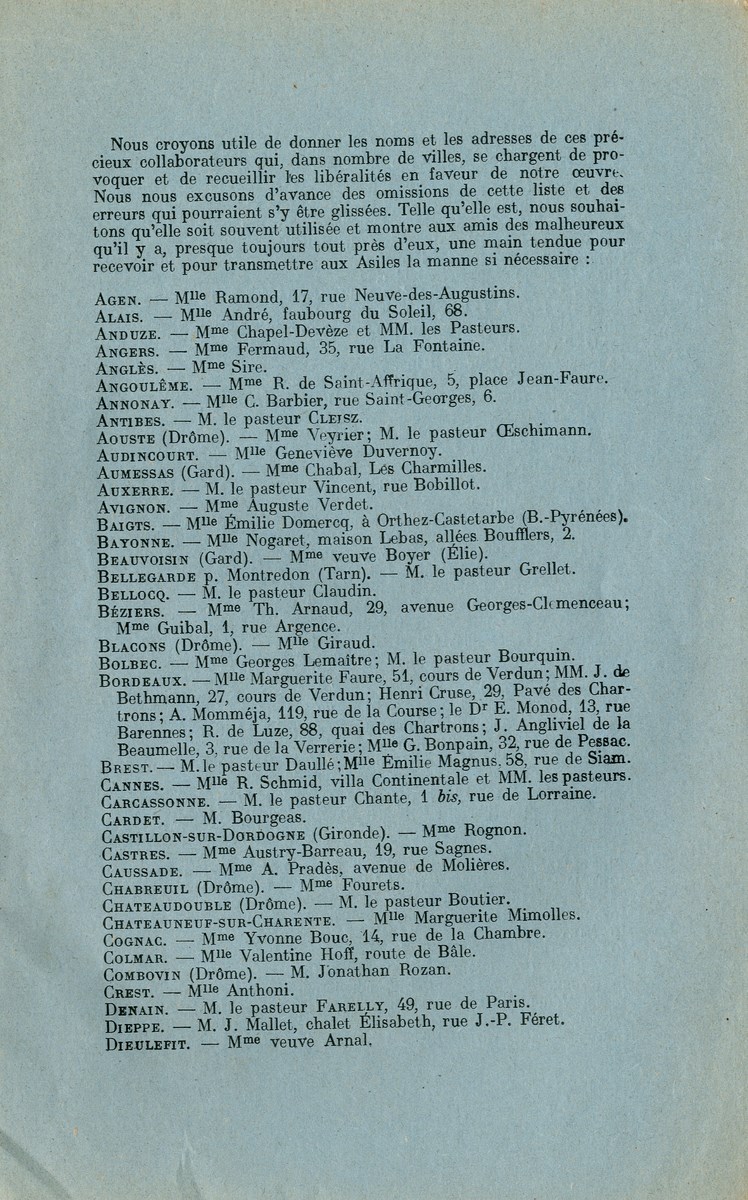 Nous croyons utile de donner les noms et les adresses de ces pré-
cieux collaborateurs qui, dans nombre de villes, se chargent de pro-
voquer et de recueillir les libéralités en faveur de notre œuvre.
Nous nous excusons d'avance des omissions de cette liste et des
erreurs qui pourraient s'y être glissées. Telle qu'elle est, nous souhai-
tons qu'elle soit souvent utilisée et montre aux amis des malheureux
qu'il y a, presque toujours tout près d'eux, une main tendue pour
recevoir et pour transmettre aux Asiles la manne si nécessaire :
AGEN. — Mlle Ramond, 17, rue Neuve-des-Augustins.
ALAIS. — Mlle André, faubourg du Soleil, 68.
ANDUZE. — Mme Chapel-Devèze et MM. les Pasteurs.
ANGERS. — Mme Fermaud, 35, rue La Fontaine.
ANGLÈS. — Mme Sire.
ANGOULÊME. — Mme R. de Saint-Affrique, 5, place Jean-Faure.
ANNONAY. — Mlle C. Barbier, rue Saint-Georges, 6.
ANTIBES. — M. le pasteur CLEISZ.
AOUSTE (Drôme). — Mme Veyrier; M. le pasteur Œschimann.
AUDINCOURT. — Mlle Geneviève Duvernoy.
AUMESSAS (Gard). — Mme Chabal, Les Charmilles.
AUXERRE. — M. le pasteur Vincent, rue Bobillot.
AVIGNON. — Mme Auguste Verdet.
BAIGTS. — Mlle Émilie Domercq, à Orthez-Castetarbe (B.-Pyrénées).
BAYONNE. — Mlle Nogaret, maison Lebas, allées Boufflers, 2.
BEAUVOISIN (Gard). — Mme veuve Boyer (Élie).
BELLEGARDE p. Montredon (Tarn). — M. le pasteur Grellet.
BELLOCQ. — M. le pasteur Claudin.
BÉZIERS. — Mme Th. Arnaud, 29, avenue Georges-Clemenceau;
Mme Guibal, 1, rue Argence.
BLACONS (Drôme). — Mlle Giraud.
BOLBEC. — Mme Georges Lemaître; M. le pasteur Bourquin.
BORDEAUX. — Mlle Marguerite Faure, 51, cours de Verdun; MM. J. de
Bethmann, 27, cours de Verdun; Henri Cruse, 29, Pavé des Char-
trons; A. Momméja, 119, rue de la Course; le Dr E. Monod, 13, rue
Barennes; R. de Luze, 88, quai des Chartrons; J. Angliviel de la
Beaumelle, 3, rue de la Verrerie; Mlle G. Bonpain, 32, rue de Pessac.
BREST. — M. le pasteur Daullé; Mlle Émilie Magnus, 58, rue de Siam.
CANNES. — Mlle R. Schmid, villa Continentale et MM. les pasteurs.
CARCASSONNE. — M. le pasteur Chante, 1 bis, rue de Lorraine.
CARDET. — M. Bourgeas.
CASTILLON-SUR-DORDOGNE (Gironde). — Mme Rognon.
CASTRES. — Mme Austry-Barreau, 19, rue Sagnes.
CAUSSADE. — Mme A. Pradès, avenue de Molières.
CHABREUIL (Drôme). — Mme Fourets.
CHATEAUDOUBLE (Drôme). — M. le pasteur Boutier.
CHATEAUNEUF-SUR-CHARENTE. — Mlle Marguerite Mimolles.
COGNAC. — Mme Yvonne Bouc, 14, rue de la Chambre.
COLMAR. — Mlle Valentine Hoff, route de Bâle.
COMBOVIN (Drôme). — M. Jonathan Rozan.
CREST. — Mlle Anthoni.
DENAIN. — M. le pasteur FARELLY, 49, rue de Paris.
DIEPPE. — M. J. Mallet, chalet Élisabeth, rue J.-P. Féret.
DIEULEFIT. — Mme veuve Arnal.